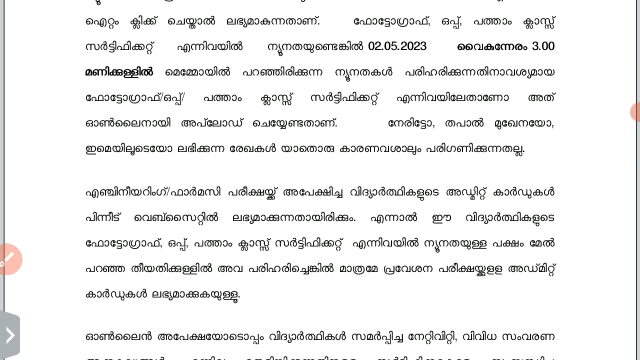 ഐറ്റം ക്ലിക്ക് ചെയ്താൽ ലഭ്യമാകുന്നതാണ്. ഫോട്ടോഗ്രാഫ്, ഒപ്പ്, പത്താം ക്ലാസ്സ്
സർട്ടിഫിക്കറ്റ് എന്നിവയിൽ ന്യൂനതയുണ്ടെങ്കിൽ 02.05.2023 വൈകുന്നേരം 3.00
മണിക്കുള്ളിൽ മെമ്മോയിൽ പറഞ്ഞിരിക്കുന്ന ന്യൂനതകൾ പരിഹരിക്കുന്നതിനാവശ്യമായ
ഫോട്ടോഗ്രാഫ്/ഒപ്പ്/ പത്താം ക്ലാസ്സ് സർട്ടിഫിക്കറ്റ് എന്നിവയിലേതാണോ അത്
ഓൺലൈനായി അപ്‌ലോഡ് ചെയ്യേണ്ടതാണ്. നേരിട്ടോ, തപാൽ മുഖേനയോ,
ഇമെയിലൂടെയോ ലഭിക്കുന്ന രേഖകൾ യാതൊരു കാരണവശാലും പരിഗണിക്കുന്നതല്ല.
എഞ്ചിനീയറിംഗ്/ഫാർമസി പരീക്ഷയ്ക്ക് അപേക്ഷിച്ച വിദ്യാർത്ഥികളുടെ അഡ്മിറ്റ് കാർഡുകൾ
പിന്നീട് വെബ്സൈറ്റിൽ ലഭ്യമാക്കുന്നതായിരിക്കും. എന്നാൽ ഈ വിദ്യാർത്ഥികളുടെ
ഫോട്ടോഗ്രാഫ്, ഒപ്പ്, പത്താം ക്ലാസ്സ് സർട്ടിഫിക്കറ്റ് എന്നിവയിൽ ന്യൂനതയുള്ള പക്ഷം മേൽ
പറഞ്ഞ തീയതിക്കുള്ളിൽ അവ പരിഹരിച്ചെങ്കിൽ മാത്രമേ പ്രവേശന പരീക്ഷയ്ക്കുളള അഡ്മിറ്റ്
കാർഡുകൾ ലഭ്യമാക്കുകയുള്ളൂ.
ഓൺലൈൻ അപേക്ഷയോടൊപ്പം വിദ്യാർത്ഥികൾ സമർപ്പിച്ച നേറ്റിവിറ്റി, വിവിധ സംവരണ